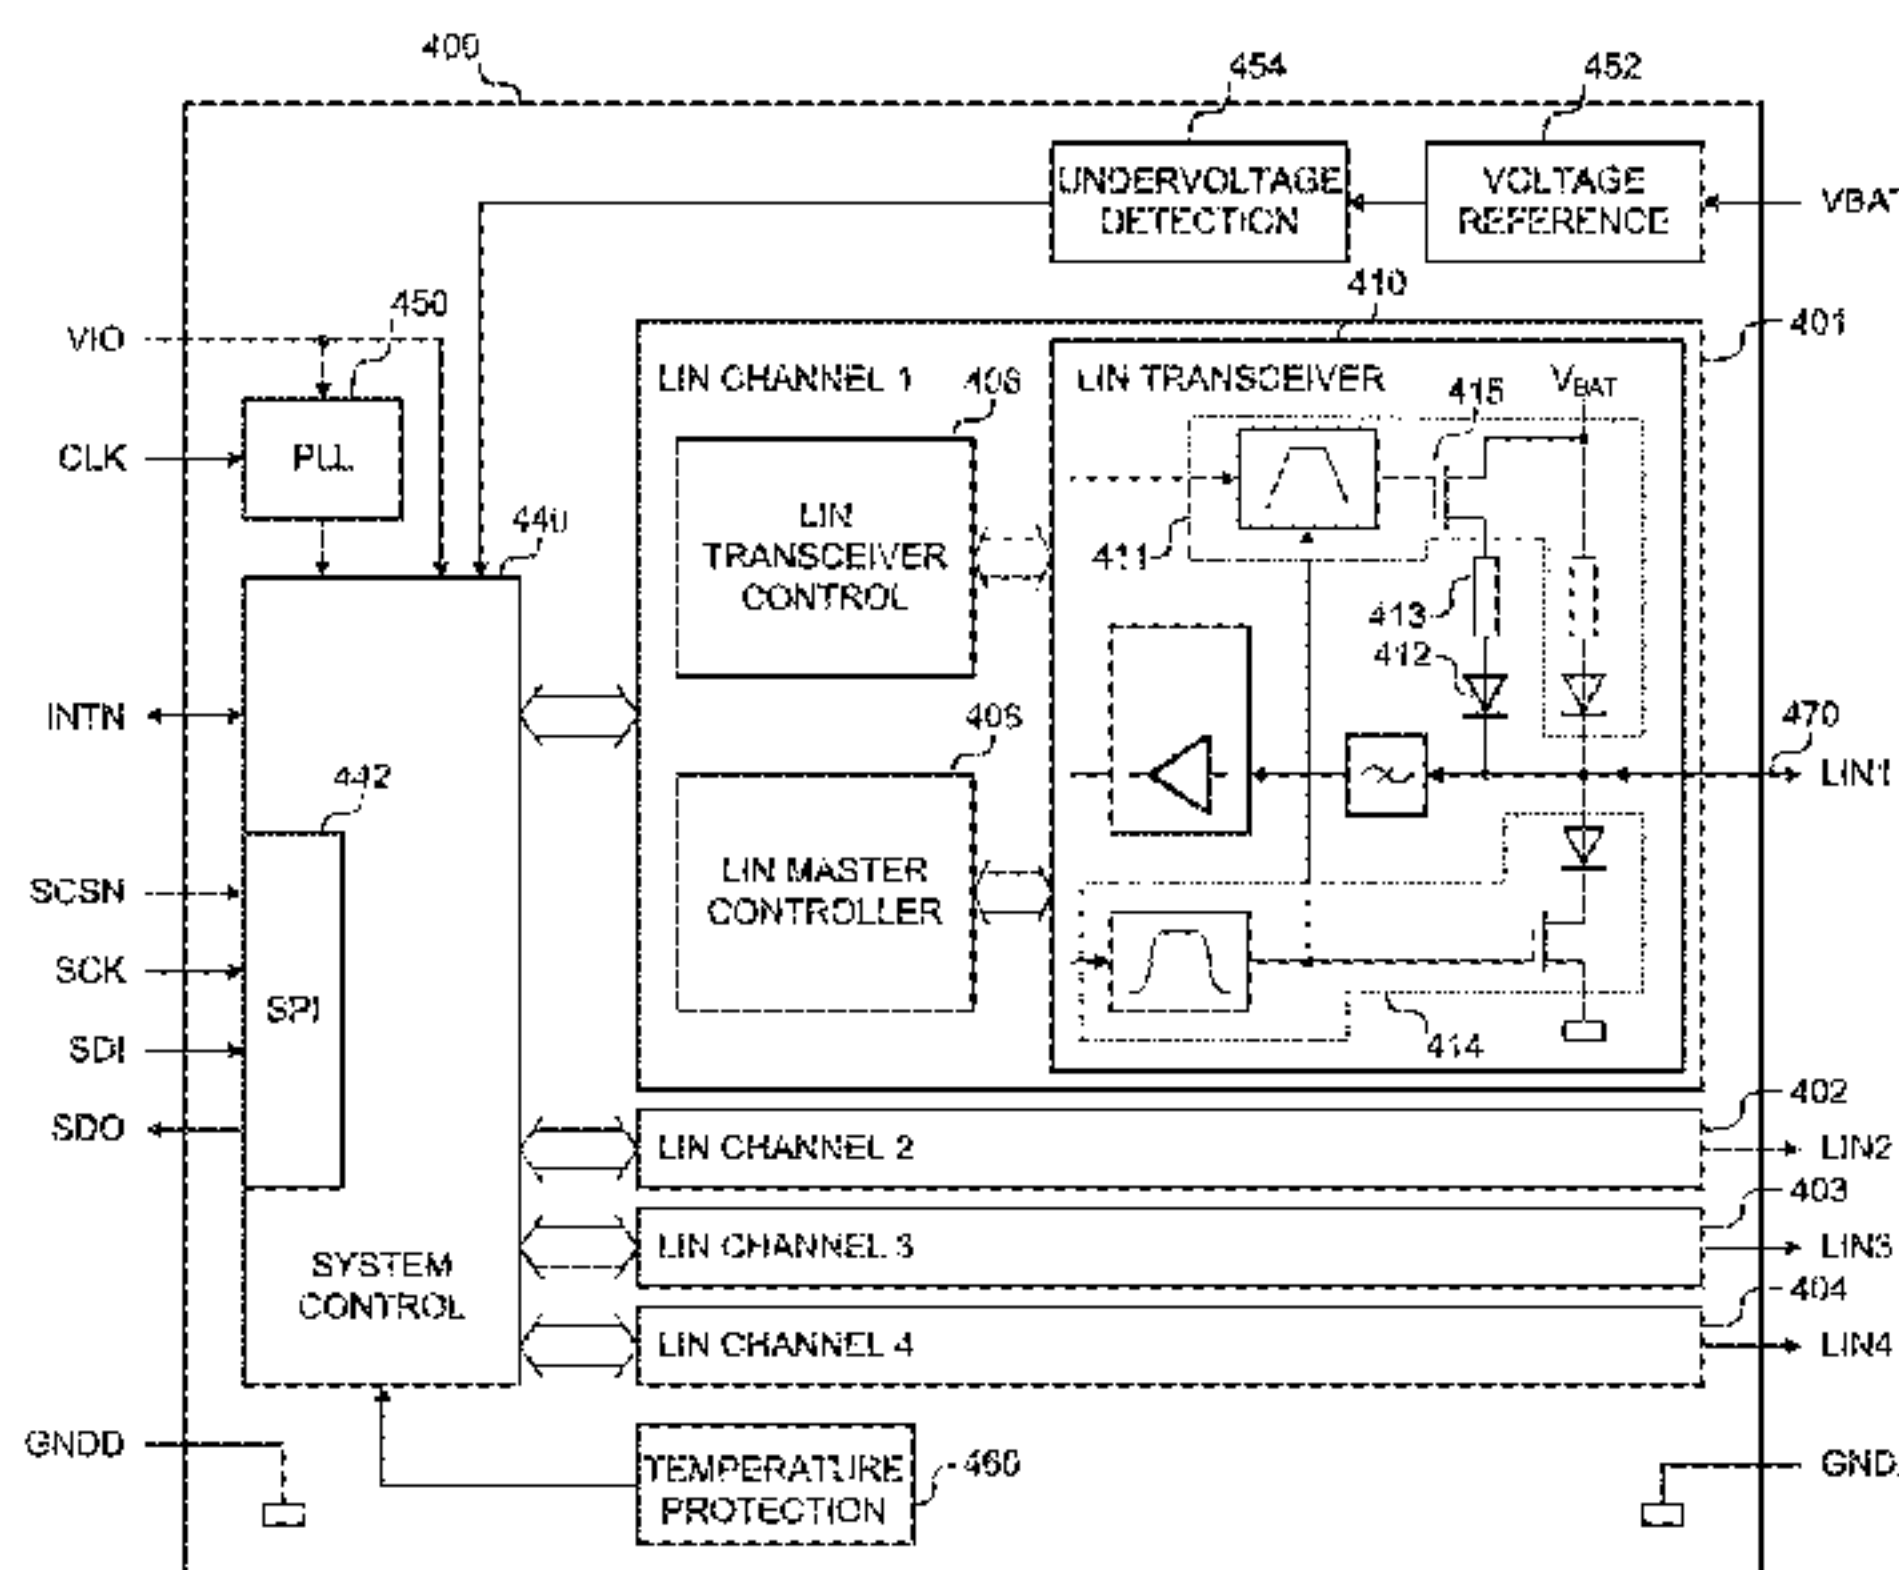 400
454
452
UNDERVOLTAGE
DETECTION
VOLTAGE
REFERENCE
VBAT
410
401
VIO
450
LIN CHANNEL 1
408
LIN TRANSCEIVER
415
VBAT
CLK
PLL
LIN
TRANSCEIVER
CONTROL
411
440
413
412
INTN
406
470
LIN1
442
LIN MASTER
CONTROLLER
SCSN
SCK
SPI
SDI
414
SDO
402
LIN CHANNEL 2
LIN2
403
LIN CHANNEL 3
LIN3
SYSTEM
CONTROL
404
LIN CHANNEL 4
LIN4
GNDD
TEMPERATURE
PROTECTION
460
GND